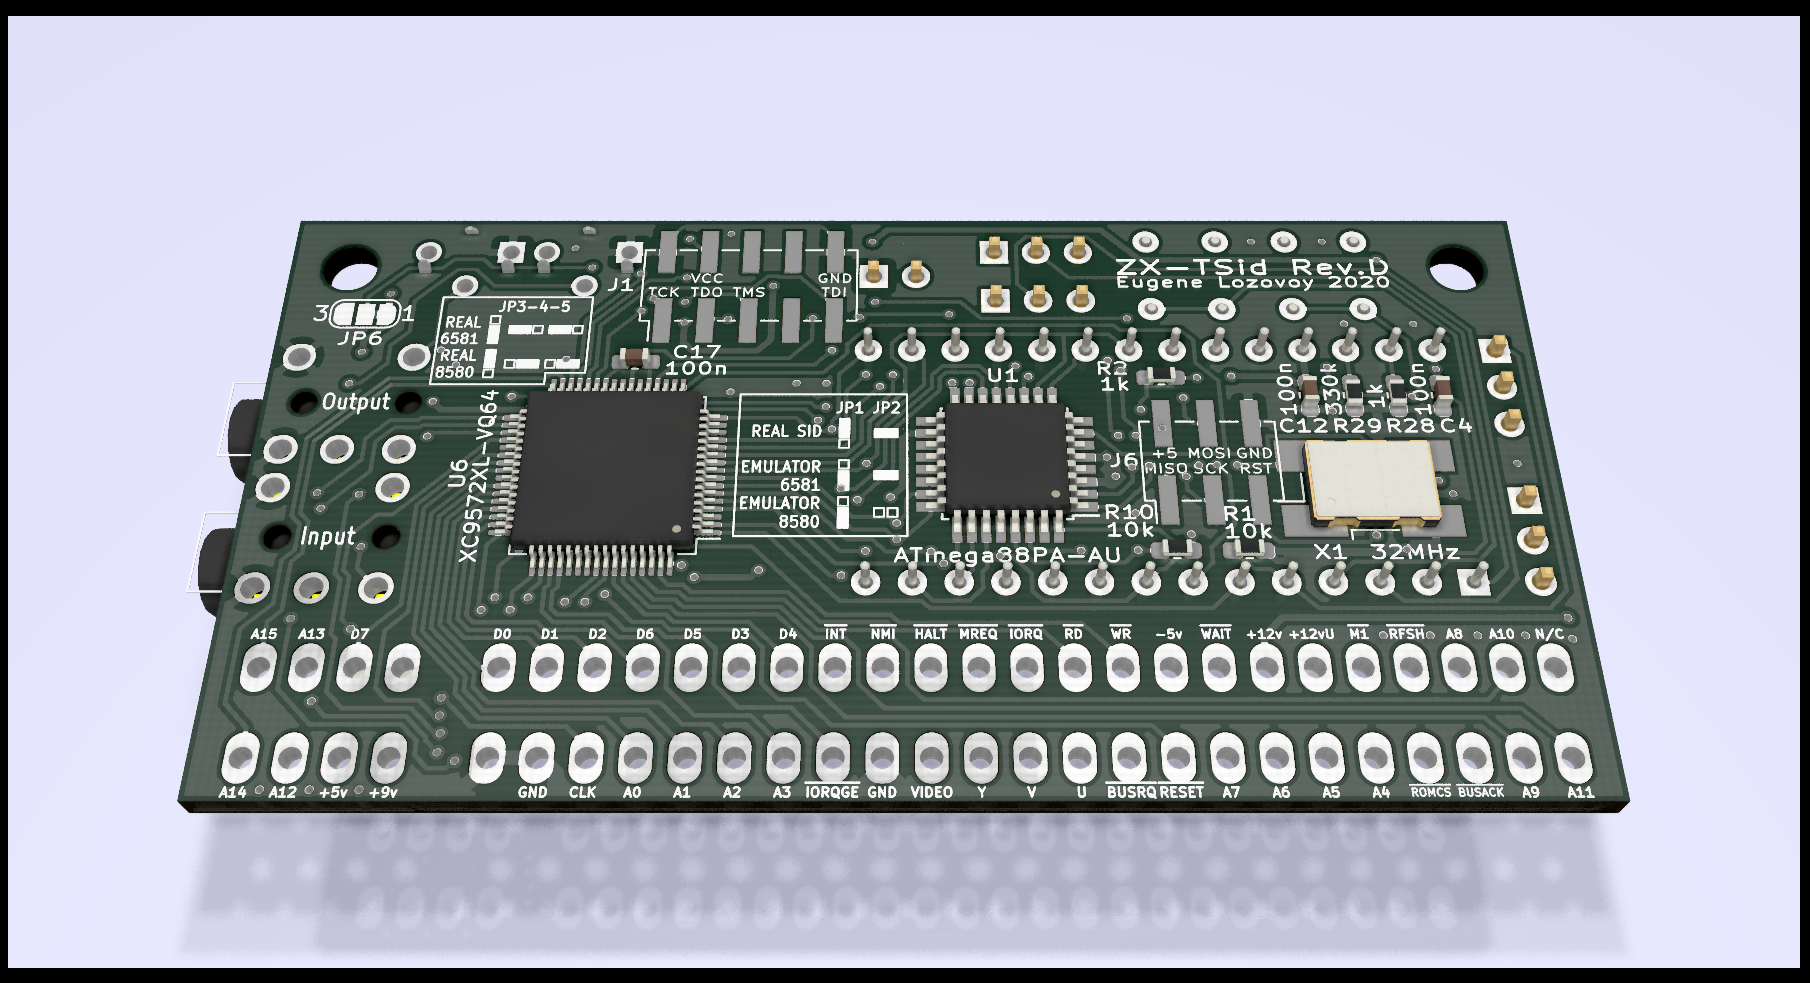 ZX-TSid Rev.D
Eugene Lozovoy 2020
J1
VCC GND
TCK TDO TMS TDI
JP3-4-5
REAL
6581
REAL
8580
3 1
JP6
C17
100n
Output
Input
U6
XC9572XL-VQ64
JP1 JP2
REAL SID
EMULATOR
6581
EMULATOR
8580
U1
ATmega38PA-AU
R2
1k
100n 330k 1k 100n
C12 R29 R28 C4
J6
+5 MOSI GND
MISO SCK RST
R10
10k
R1
10k
X1 32MHz
A15 A13 D7 D0 D1 D2 D6 D5 D3 D4 INT NMI HALT MREQ IORQ RD WR -5v WAIT +12v +12vU M1 RFSH A8 A10 N/C
A14 A12 +5v +9v GND CLK A0 A1 A2 A3 IORQGE GND VIDEO Y V U BUSRQ RESET A7 A6 A5 A4 ROMCS BUSACK A9 A11